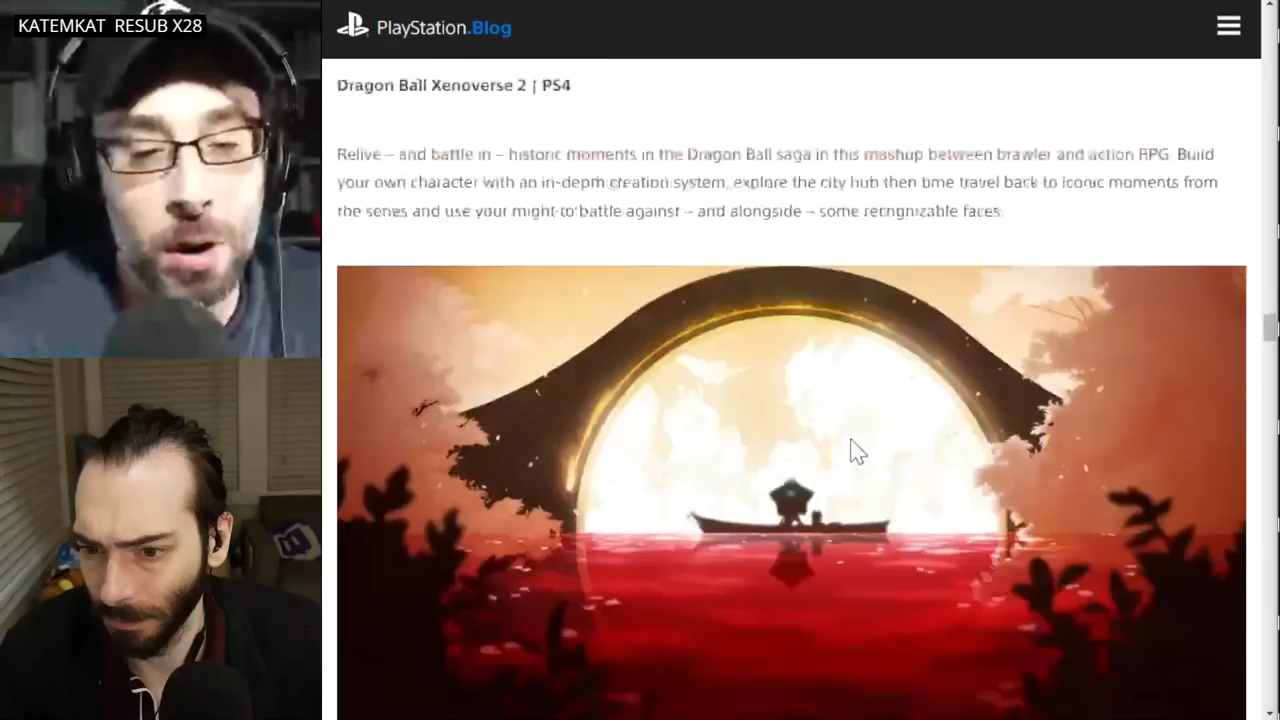 KATEMKAT RESUB X28
PlayStation.Blog
Dragon Ball Xenoverse 2 | PS4
Relive – and battle in – historic moments in the Dragon Ball saga in this mashup between brawler and action RPG. Build
your own character with an in-depth creation system, explore the city hub then time travel back to iconic moments from
the series and use your might to battle against – and alongside – some recognizable faces.